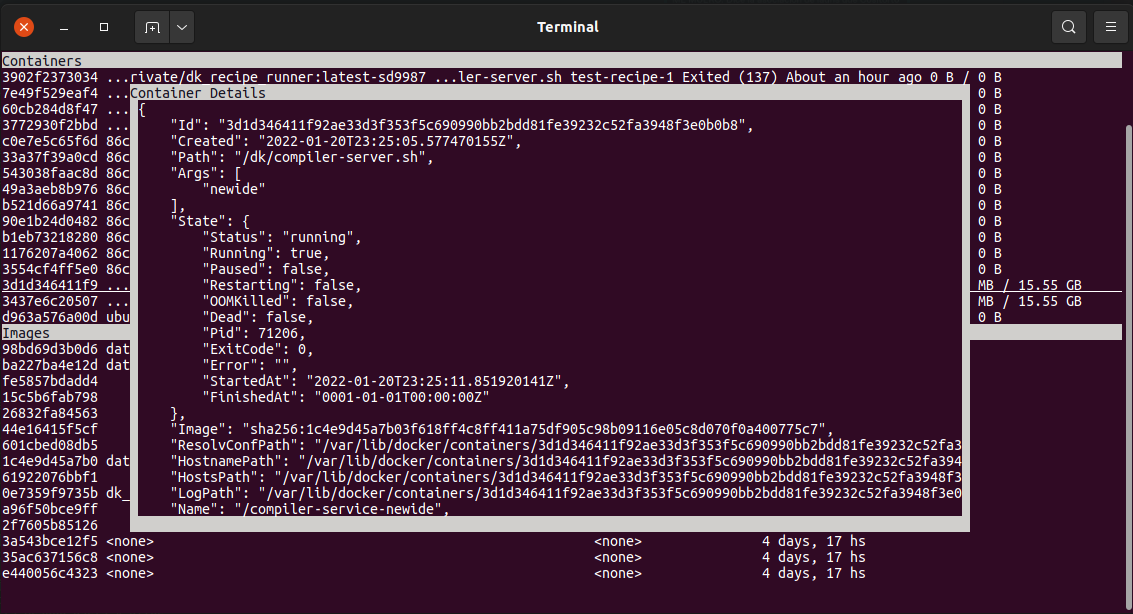 Terminal
Containers
3902f2373034 ...rivate/dk_recipe_runner:latest-sd9987 ...ler-server.sh test-recipe-1 Exited (137) About an hour ago 0 B / 0 B
7e49f529eaf4 ...Container Details 0 B
60cb284d8f47 ... { 0 B
3772930f2bbd ... "Id": "3d1d346411f92ae33d3f353f5c690990bb2bdd81fe39232c52fa3948f3e0b0b8", 0 B
c0e7e5c65f6d 86c "Created": "2022-01-20T23:25:05.577470155Z", 0 B
33a37f39a0cd 86c "Path": "/dk/compiler-server.sh", 0 B
543038faac8d 86c "Args": [ 0 B
49a3aeb8b976 86c "newide" 0 B
b521d66a9741 86c ], 0 B
90e1b24d0482 86c "State": { 0 B
b1eb73218280 86c "Status": "running", 0 B
1176207a4062 86c "Running": true, 0 B
3554cf4ff5e0 86c "Paused": false, 0 B
3d1d346411f9 ... "Restarting": false, MB / 15.55 GB
3437e6c20507 ... "OOMKilled": false, MB / 15.55 GB
d963a576a00d ubu "Dead": false, 0 B
Images "Pid": 71206,
98bd69d3b0d6 dat "ExitCode": 0,
ba227ba4e12d dat "Error": "",
fe5857bdadd4 "StartedAt": "2022-01-20T23:25:11.851920141Z",
15c5b6fab798 "FinishedAt": "0001-01-01T00:00:00Z"
26832fa84563 },
44e16415f5cf "Image": "sha256:1c4e9d45a7b03f618ff4c8ff411a75df905c98b09116e05c8d070f0a400775c7",
601cbed08db5 "ResolvConfPath": "/var/lib/docker/containers/3d1d346411f92ae33d3f353f5c690990bb2bdd81fe39232c52fa3
1c4e9d45a7b0 dat "HostnamePath": "/var/lib/docker/containers/3d1d346411f92ae33d3f353f5c690990bb2bdd81fe39232c52fa394
61922076bbf1 "HostsPath": "/var/lib/docker/containers/3d1d346411f92ae33d3f353f5c690990bb2bdd81fe39232c52fa3948f3
0e7359f9735b dk_ "LogPath": "/var/lib/docker/containers/3d1d346411f92ae33d3f353f5c690990bb2bdd81fe39232c52fa3948f3e0
a96f50bce9ff "Name": "/compiler-service-newide",
2f7605b85126
3a543bce12f5 <none> <none> 4 days, 17 hs
35ac637156c8 <none> <none> 4 days, 17 hs
e440056c4323 <none> <none> 4 days, 17 hs